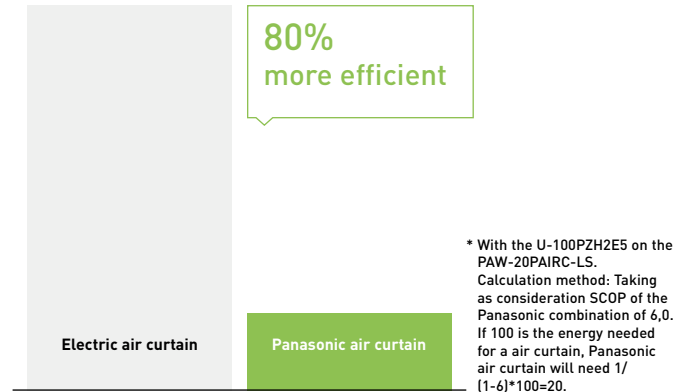 80%
more efficient
Electric air curtain
Panasonic air curtain
* With the U-100PZH2E5 on the
PAW-20PAIRC-LS.
Calculation method: Taking
as consideration SCOP of the
Panasonic combination of 6,0.
If 100 is the energy needed
for a air curtain, Panasonic
air curtain will need 1/
(1-6)*100=20.